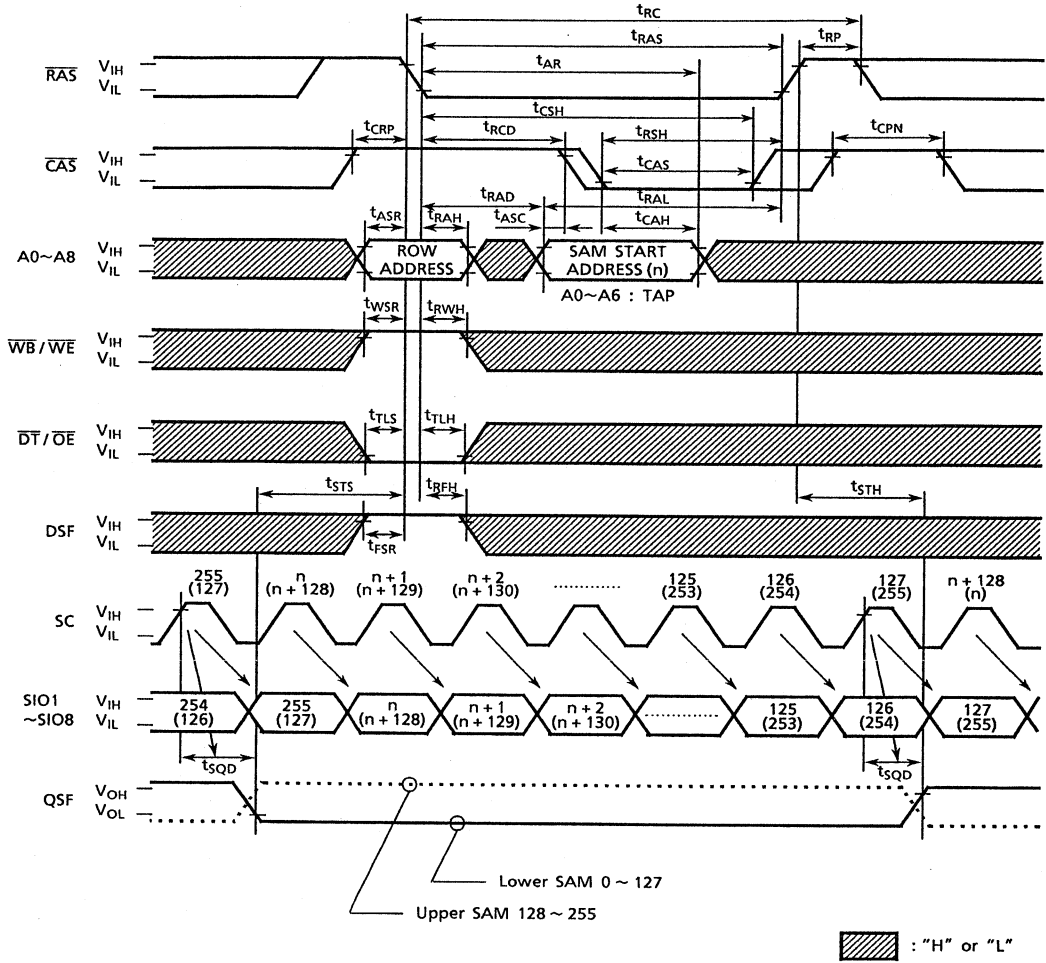 tRC
tRAS
tRP
tAR
RAS
VIH
VIL
tCSH
tCRP
tRCD
tRSH
tCPN
CAS
VIH
VIL
tCAS
tRAD
tRAL
tASR
tRAH
tASC
tCAH
A0~A8
VIH
VIL
ROW ADDRESS
SAM START ADDRESS (n)
A0~A6 : TAP
tWSR
tRWH
WB / WE
VIH
VIL
tTLS
tTLH
DT / OE
VIH
VIL
tSTS
tRFH
tSTH
DSF
VIH
VIL
tFSR
255 (127)
n (n + 128)
n + 1 (n + 129)
n + 2 (n + 130)
..........
125 (253)
126 (254)
127 (255)
n + 128 (n)
SC
VIH
VIL
SIO1 ~SIO8
VIH
VIL
254 (126)
255 (127)
n (n + 128)
n + 1 (n + 129)
n + 2 (n + 130)
..........
125 (253)
126 (254)
127 (255)
tSQD
tSQD
QSF
VOH
VOL
Lower SAM 0 ~ 127
Upper SAM 128 ~ 255
: "H" or "L"